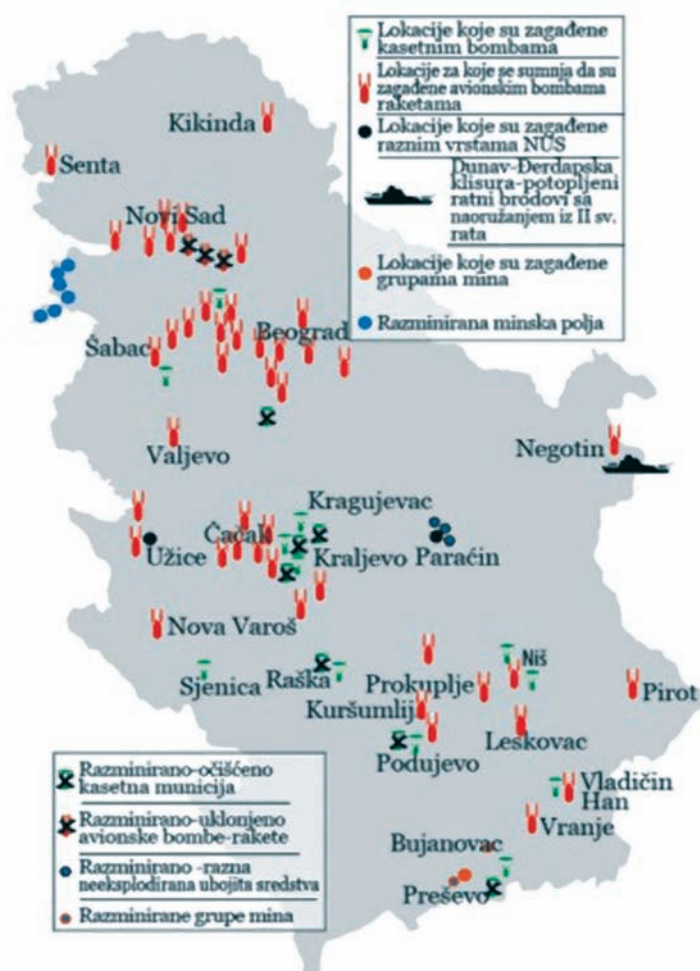 Lokacije koje su zagađene
kasetnim bombama
Lokacije za koje se sumnja da su
zagađene avionskim bombama
raketama
Lokacije koje su zagađene
raznim vrstama NUS
Dunav-Đerdapska
klisura-potopljeni
ratni brodovi sa
naoružanjem iz II sv.
rata
Lokacije koje su zagađene
grupama mina
Razminirana minska polja
Kikinda
Senta
Novi Sad
Beograd
Šabac
Valjevo
Negotin
Kragujevac
Čačak
Užice
Kraljevo
Paraćin
Nova Varoš
Niš
Sjenica
Raška
Prokuplje
Pirot
Kuršumlij
Leskovac
Podujevo
Vladičin
Han
Vranje
Bujanovac
Preševo
Razminirano-očišćeno
kasetna municija
Razminirano-uklonjeno
avionske bombe-rakete
Razminirano -razna
neeksplodirana ubojita sredstva
Razminirane grupe mina